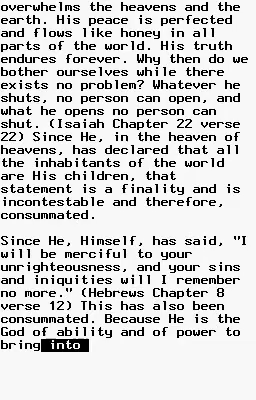 overwhelms the heavens and the
earth. His peace is perfected
and flows like honey in all
parts of the world. His truth
endures forever. Why then do we
bother ourselves while there
exists no problem? Whatever he
shuts, no person can open, and
what he opens no person can
shut. (Isaiah Chapter 22 verse
22) Since He, in the heaven of
heavens, has declared that all
the inhabitants of the world
are His children, that
statement is a finality and is
incontestable and therefore,
consummated.

Since He, Himself, has said, "I
will be merciful to your
unrighteousness, and your sins
and iniquities will I remember
no more." (Hebrews Chapter 8
verse 12) This has also been
consummated. Because He is the
God of ability and of power to
bring into